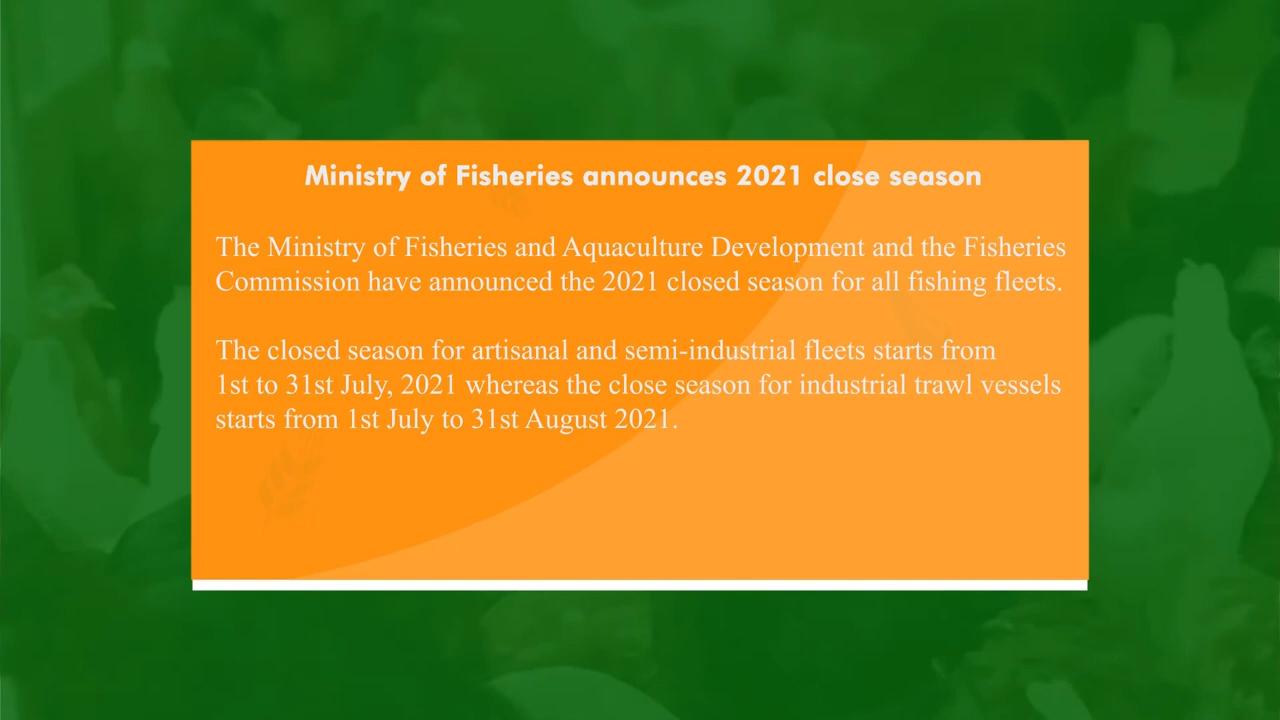 Ministry of Fisheries announces 2021 close season
The Ministry of Fisheries and Aquaculture Development and the Fisheries
Commission have announced the 2021 closed season for all fishing fleets.
The closed season for artisanal and semi-industrial fleets starts from
1st to 31st July, 2021 whereas the close season for industrial trawl vessels
starts from 1st July to 31st August 2021.